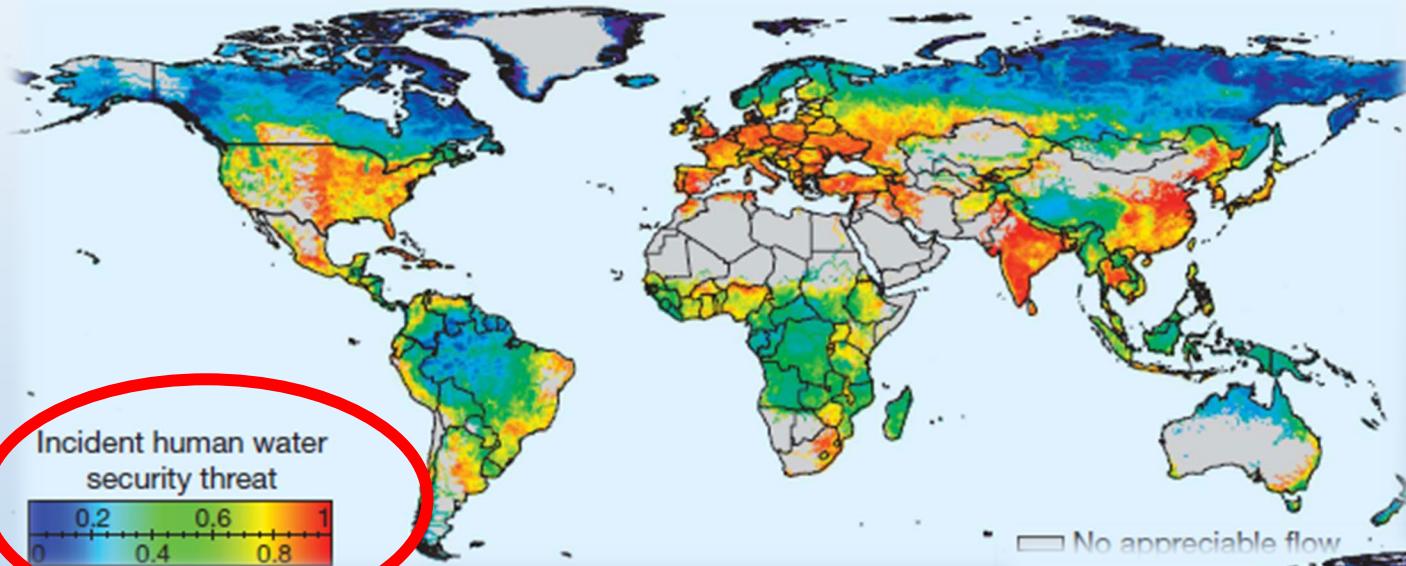 Incident human water
security threat
0.2 0.6 1
0 0.4 0.8
No appreciable flow